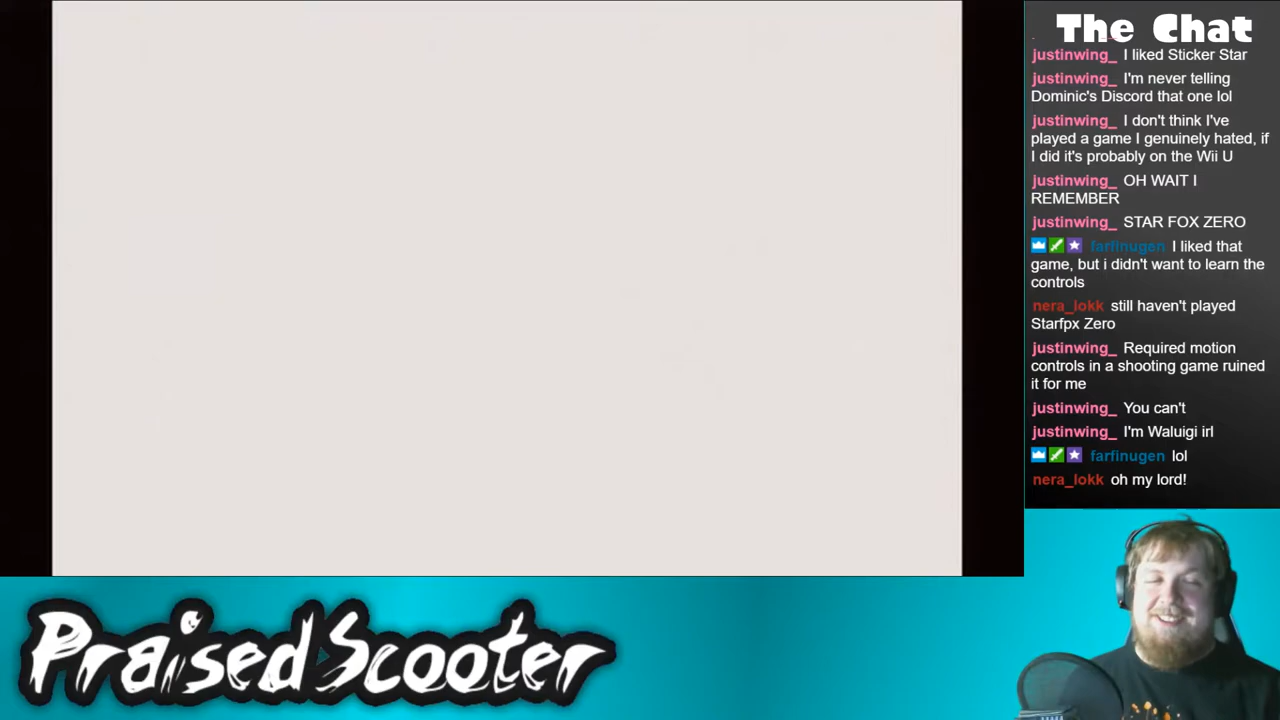 The Chat
justinwing_ I liked Sticker Star
justinwing_ I'm never telling
Dominic's Discord that one lol
justinwing_ I don't think I've
played a game I genuinely hated, if
I did it's probably on the Wii U
justinwing_ OH WAIT I
REMEMBER
justinwing_ STAR FOX ZERO
farfinugen I liked that
game, but i didn't want to learn the
controls
nera_lokk still haven't played
Starfpx Zero
justinwing_ Required motion
controls in a shooting game ruined
it for me
justinwing_ You can't
justinwing_ I'm Waluigi irl
farfinugen lol
nera_lokk oh my lord!
PraisedScooter